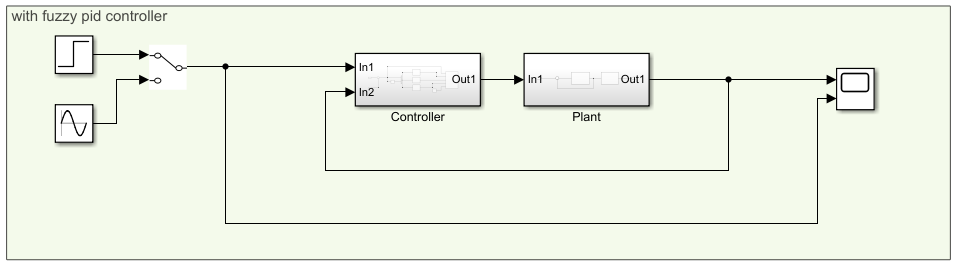 with fuzzy pid controller
In1
In2
Out1
Controller
In1
Out1
Plant